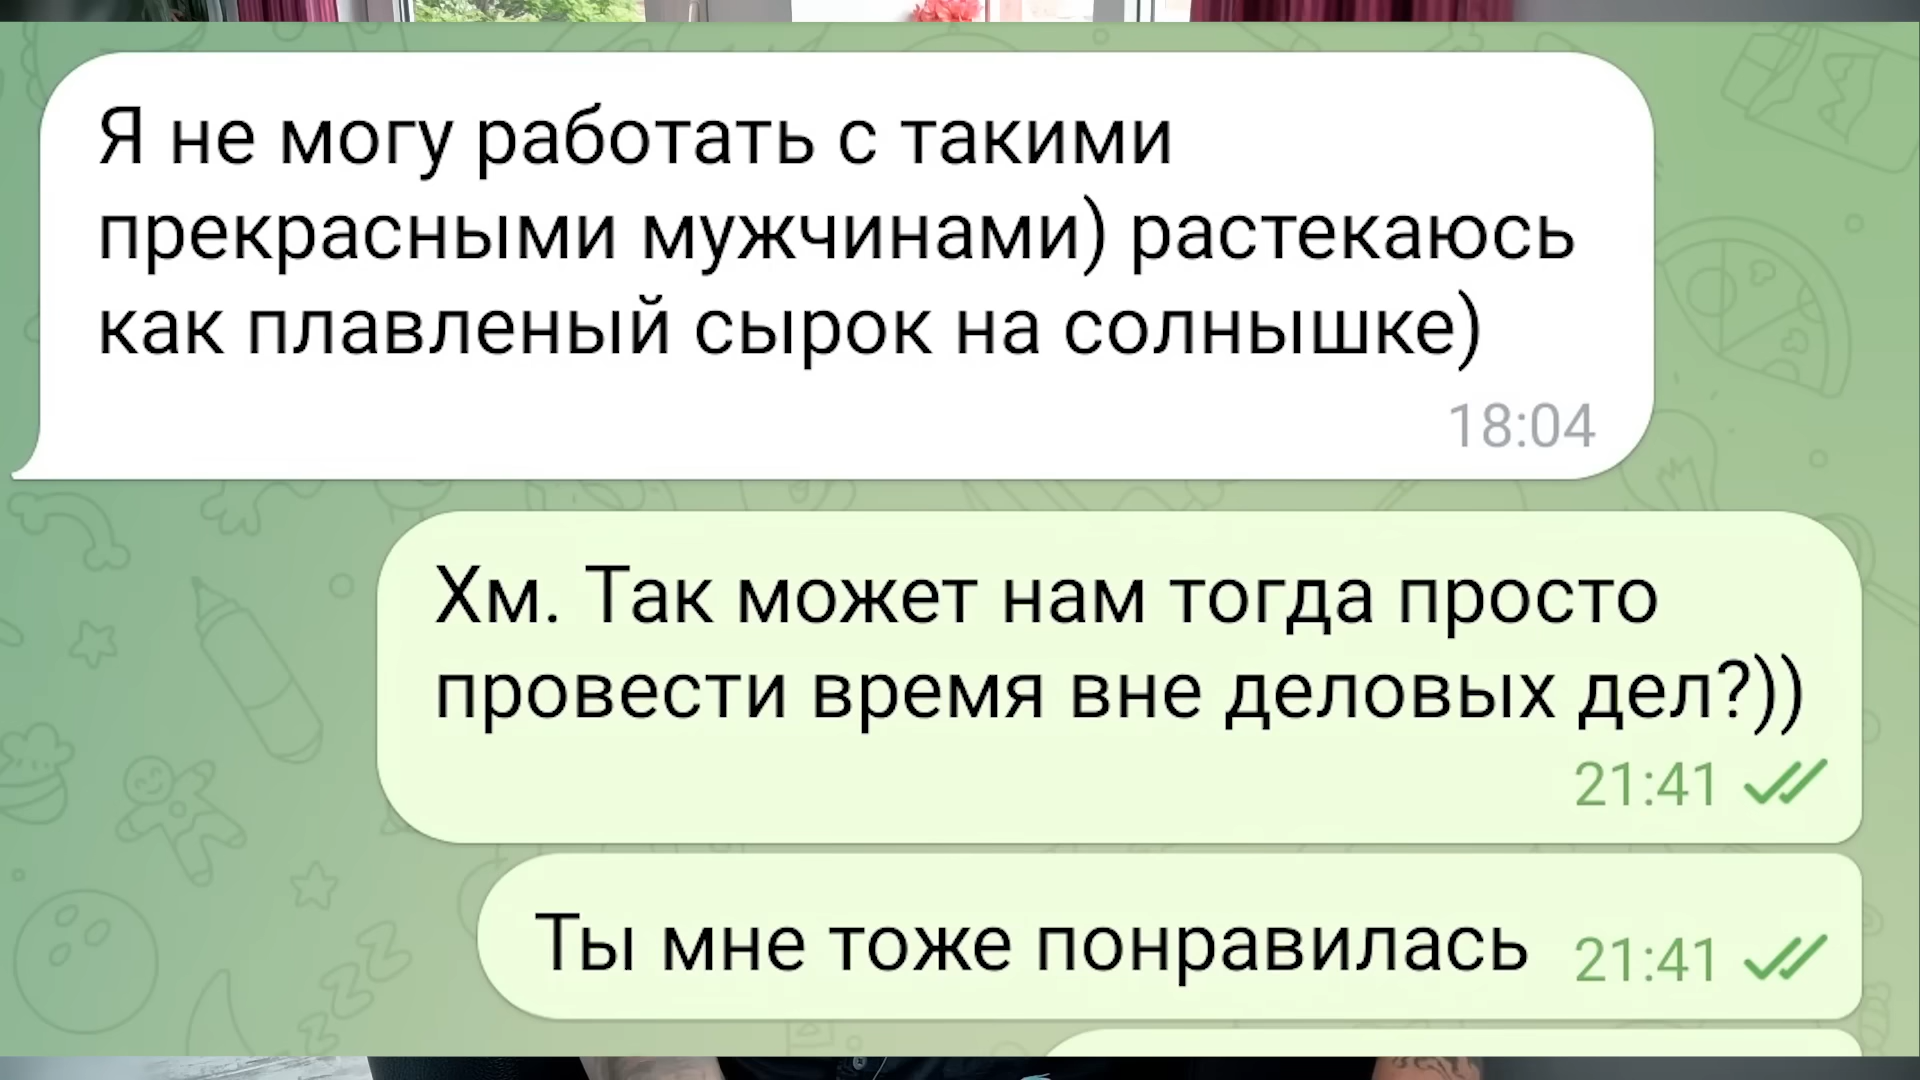 Я не могу работать с такими
прекрасными мужчинами) растекаюсь
как плавленый сырок на солнышке)
18:04
Хм. Так может нам тогда просто
провести время вне деловых дел?))
21:41
Ты мне тоже понравилась 21:41